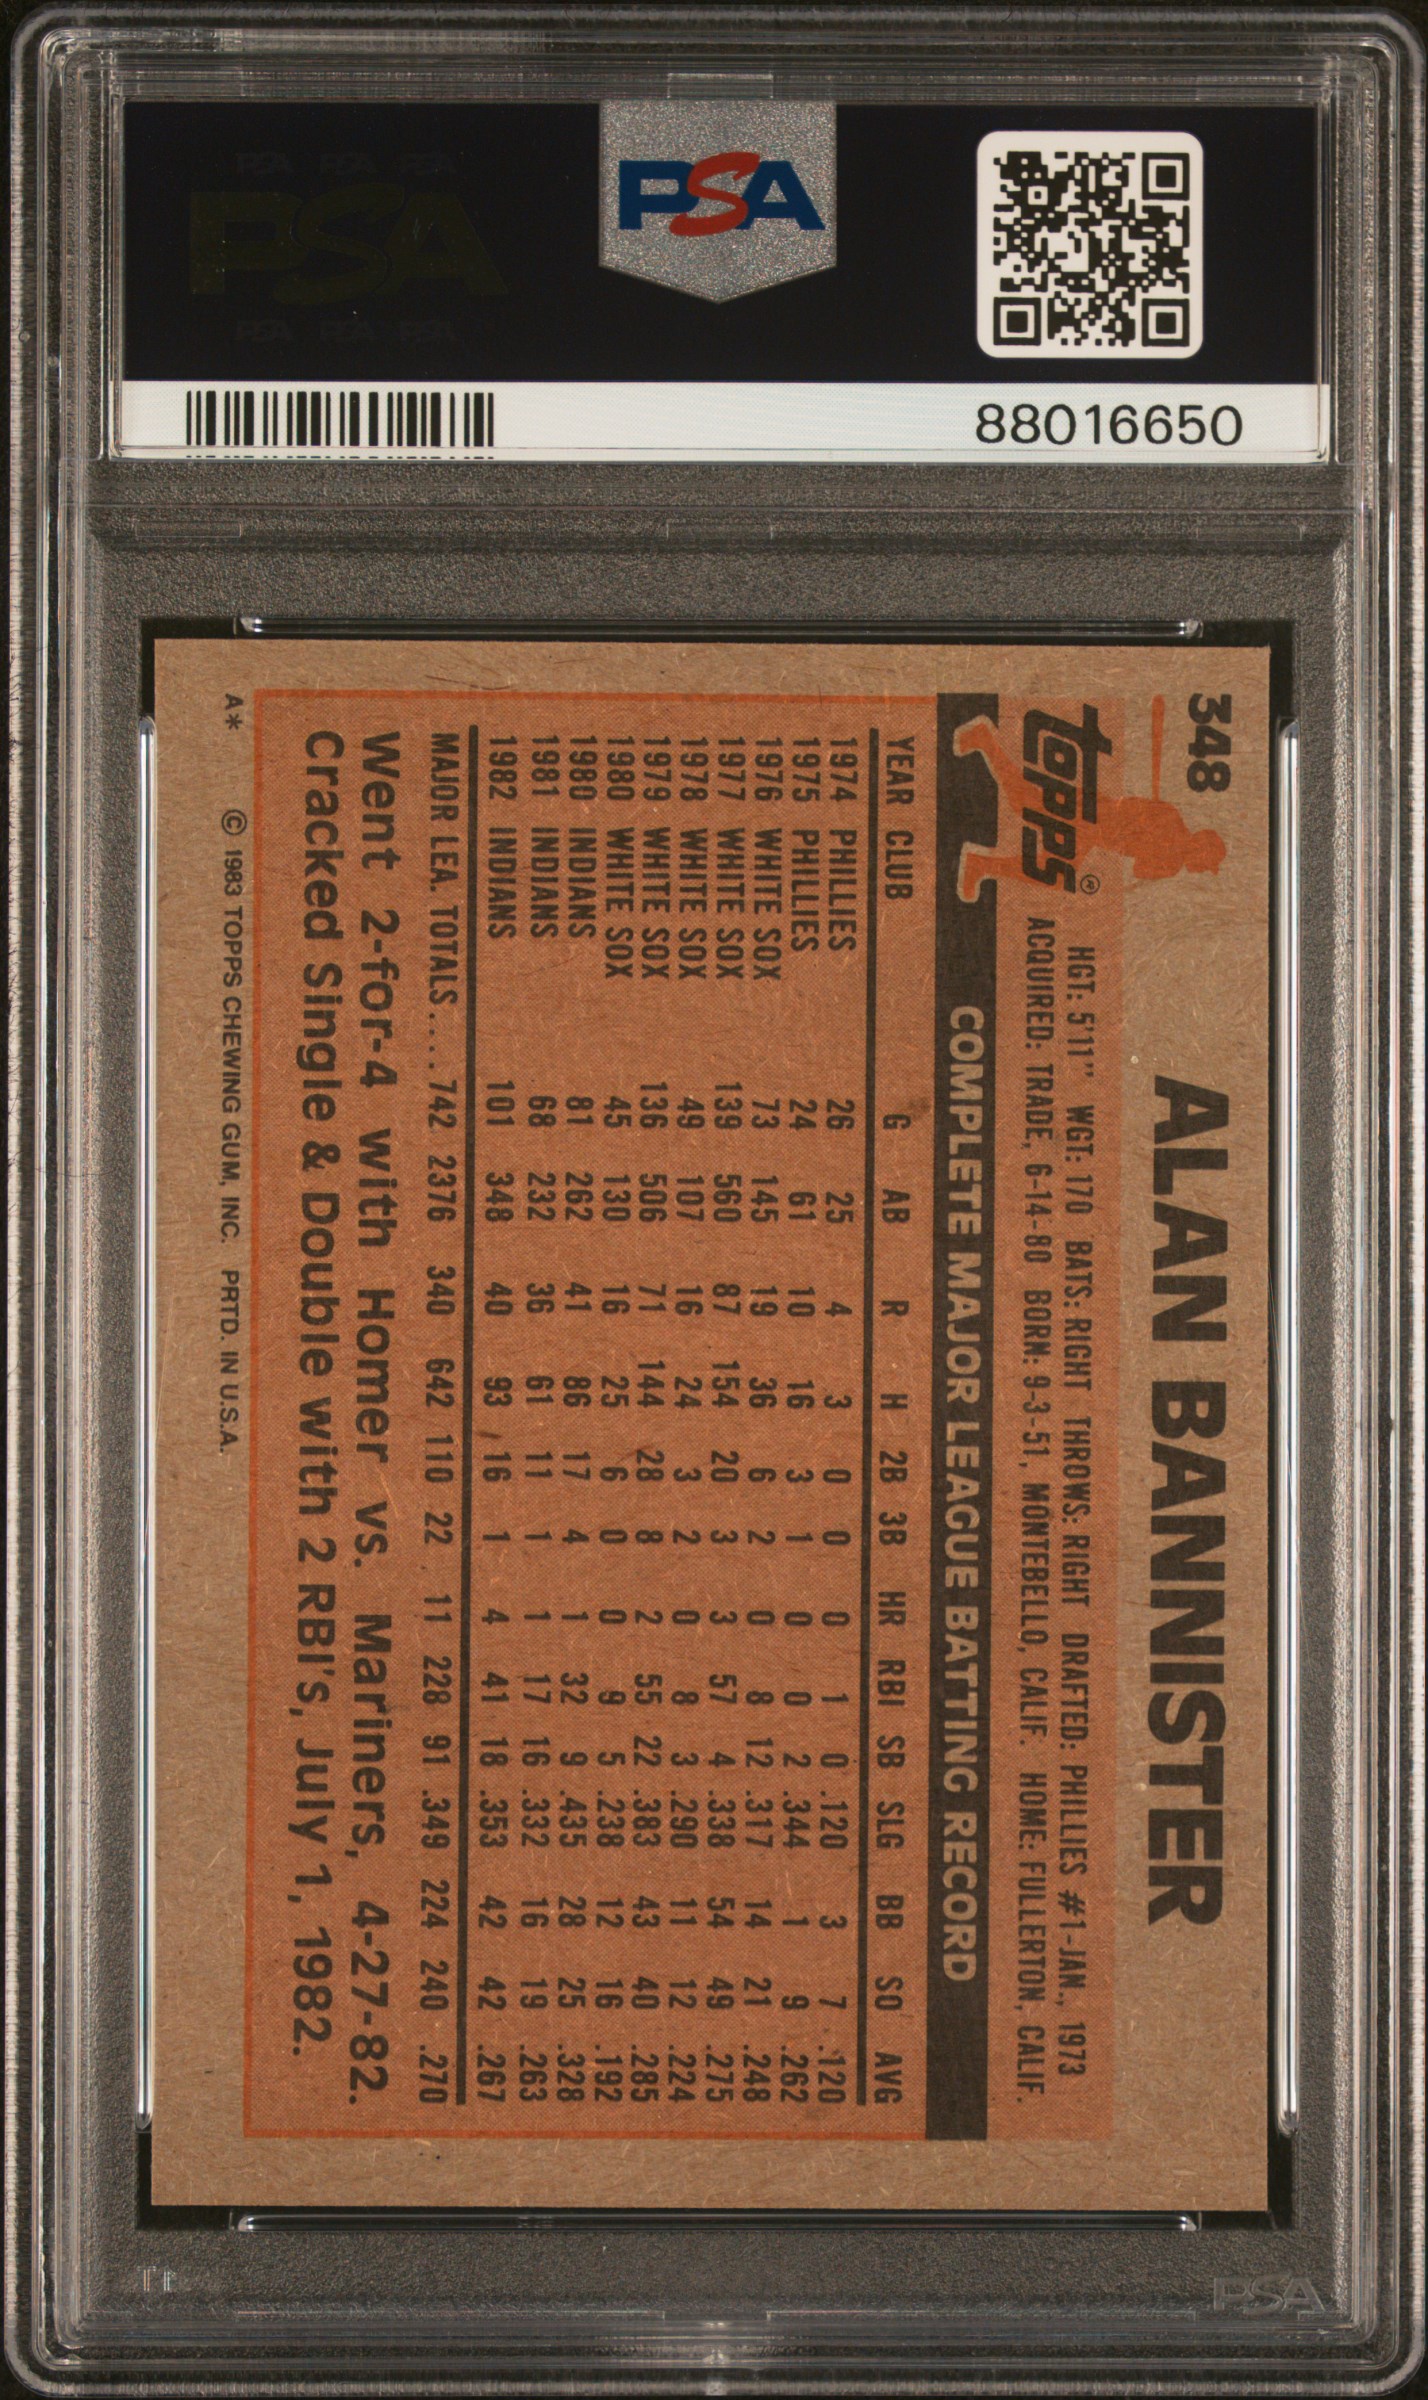 PSA PSA PSA
PSA
PSA PSA PSA
PSA
88016650
348 ALAN BANNISTER
TOPPS® HGT: 5'11" WGT: 170 BATS: RIGHT THROWS: RIGHT DRAFTED: PHILLIES #1-JAN., 1973
ACQUIRED: TRADE, 6-14-80 BORN: 9-3-51, MONTEBELLO, CALIF. HOME: FULLERTON, CALIF.
COMPLETE MAJOR LEAGUE BATTING RECORD
YEAR CLUB G AB R H 2B 3B HR RBI SB SLG BB SO AVG
1974 PHILLIES 26 25 4 3 0 0 0 1 0 .120 3 7 .120
1975 PHILLIES 24 61 10 16 3 1 0 0 2 .344 1 9 .262
1976 WHITE SOX 73 145 19 36 6 2 0 8 12 .317 14 21 .248
1977 WHITE SOX 139 560 87 154 20 3 3 57 4 .338 54 49 .275
1978 WHITE SOX 49 107 16 24 3 2 0 8 3 .290 11 12 .224
1979 WHITE SOX 136 506 71 144 28 8 2 55 22 .383 43 40 .285
1980 WHITE SOX 45 130 16 25 6 0 0 9 5 .238 12 16 .192
1980 INDIANS 81 262 41 86 17 4 1 32 9 .435 28 25 .328
1981 INDIANS 68 232 36 61 11 1 1 17 16 .332 16 19 .263
1982 INDIANS 101 348 40 93 16 1 4 41 18 .353 42 42 .267
MAJOR LEA. TOTALS.... 742 2376 340 642 110 22 11 228 91 .349 224 240 .270
Went 2-for-4 with Homer vs. Mariners, 4-27-82.
Cracked Single & Double with 2 RBI's, July 1, 1982.
A* © 1983 TOPPS CHEWING GUM, INC. PRTD. IN U.S.A.
PSA